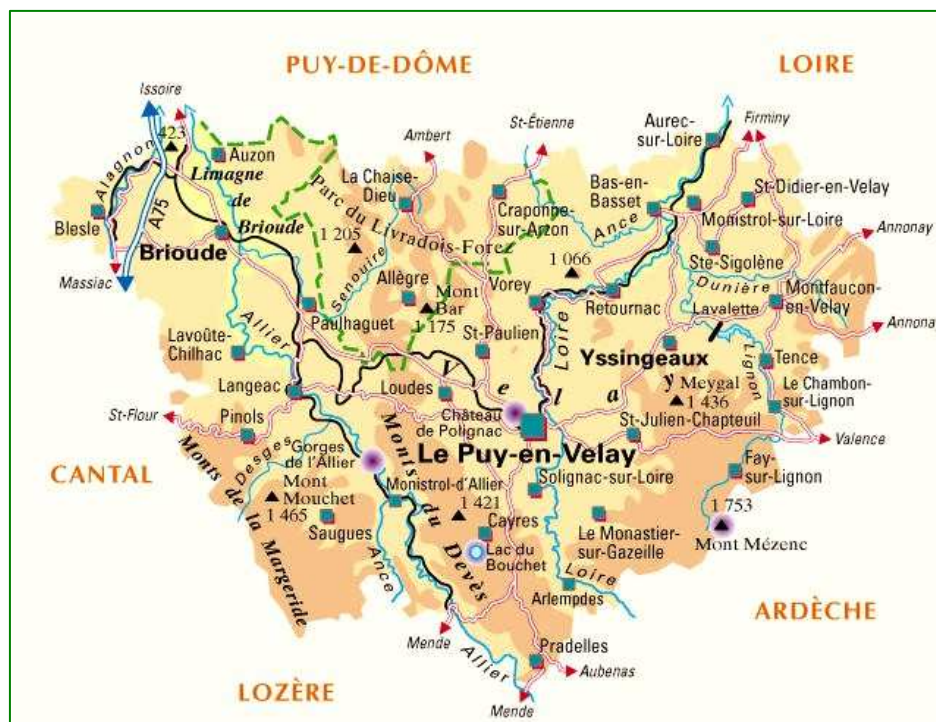 PUY-DE-DÔME
LOIRE
Issoire
Aurec-
sur-Loire
Firminy
423
Alagnon
Auzon
Ambert
St-Étienne
Limagne
de
Brioude
Parc du Livradois-Forez
La Chaise-
Dieu
Bas-en-
Basset
St-Didier-en-Velay
A75
Blesle
Craponne-
sur-Arzon
Ance
Monistrol-sur-Loire
Annonay
Brioude
1 205
Senouire
1 066
Ste-Sigolène
Massiac
Allègre
Mont
Bar
1 175
Vorey
Retournac
Dunière
Lavalette
Montfaucon-
en-Velay
Paulhaguet
Allier
St-Paulien
Loire
Annona
Lavoûte-
Chilhac
Yssingeaux
Lignon
Tence
Langeac
Loudes
Velay
Meygal
1 436
Le Chambon-
sur-Lignon
St-Flour
Pinols
Château
de Polignac
St-Julien-Chapteuil
Valence
Desges
Gorges
de l'Allier
Le Puy-en-Velay
CANTAL
Monts de la Margeride
Mont
Mouchet
1 465
Monistrol-d'Allier
Monts du Devès
1 421
Solignac-sur-Loire
Fay-
sur-Lignon
Saugues
Cayres
1 753
Mont Mézenc
Ance
Lac du
Bouchet
Le Monastier-
sur-Gazeille
Loire
Arlempdes
ARDÈCHE
Mende
Allier
Pradelles
Aubenas
LOZÈRE
Mende